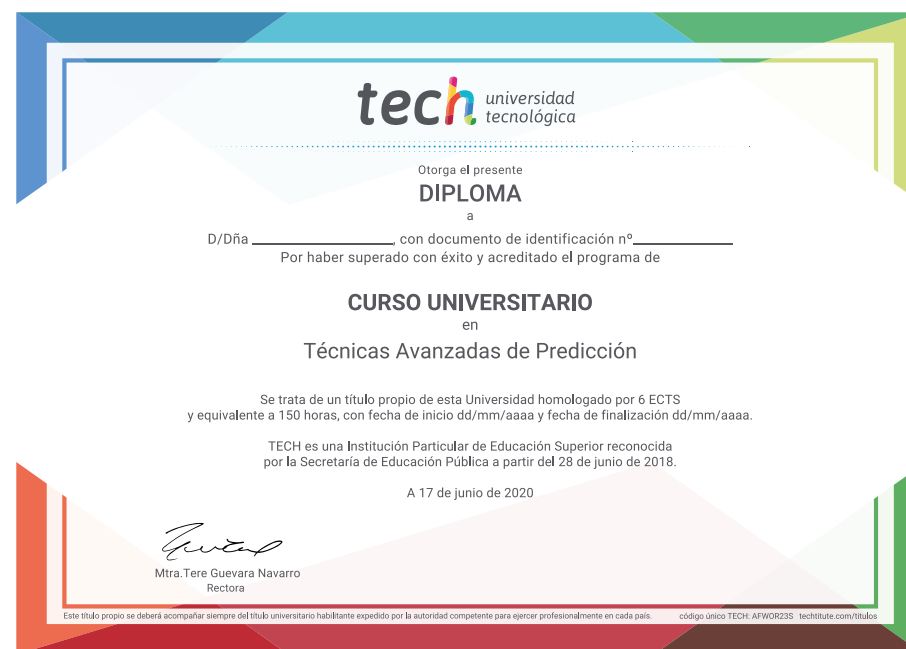 tech universidad
tecnológica
Otorga el presente
DIPLOMA
a
D/Dña ____________________, con documento de identificación nº______________
Por haber superado con éxito y acreditado el programa de
CURSO UNIVERSITARIO
en
Técnicas Avanzadas de Predicción
Se trata de un título propio de esta Universidad homologado por 6 ECTS
y equivalente a 150 horas, con fecha de inicio dd/mm/aaaa y fecha de finalización dd/mm/aaaa.
TECH es una Institución Particular de Educación Superior reconocida
por la Secretaría de Educación Pública a partir del 28 de junio de 2018.
A 17 de junio de 2020
Mtra.Tere Guevara Navarro
Rectora
Este título propio se deberá acompañar siempre del título universitario habilitante expedido por la autoridad competente para ejercer profesionalmente en cada país. código único TECH: AFWOR23S techtitute.com/titulos